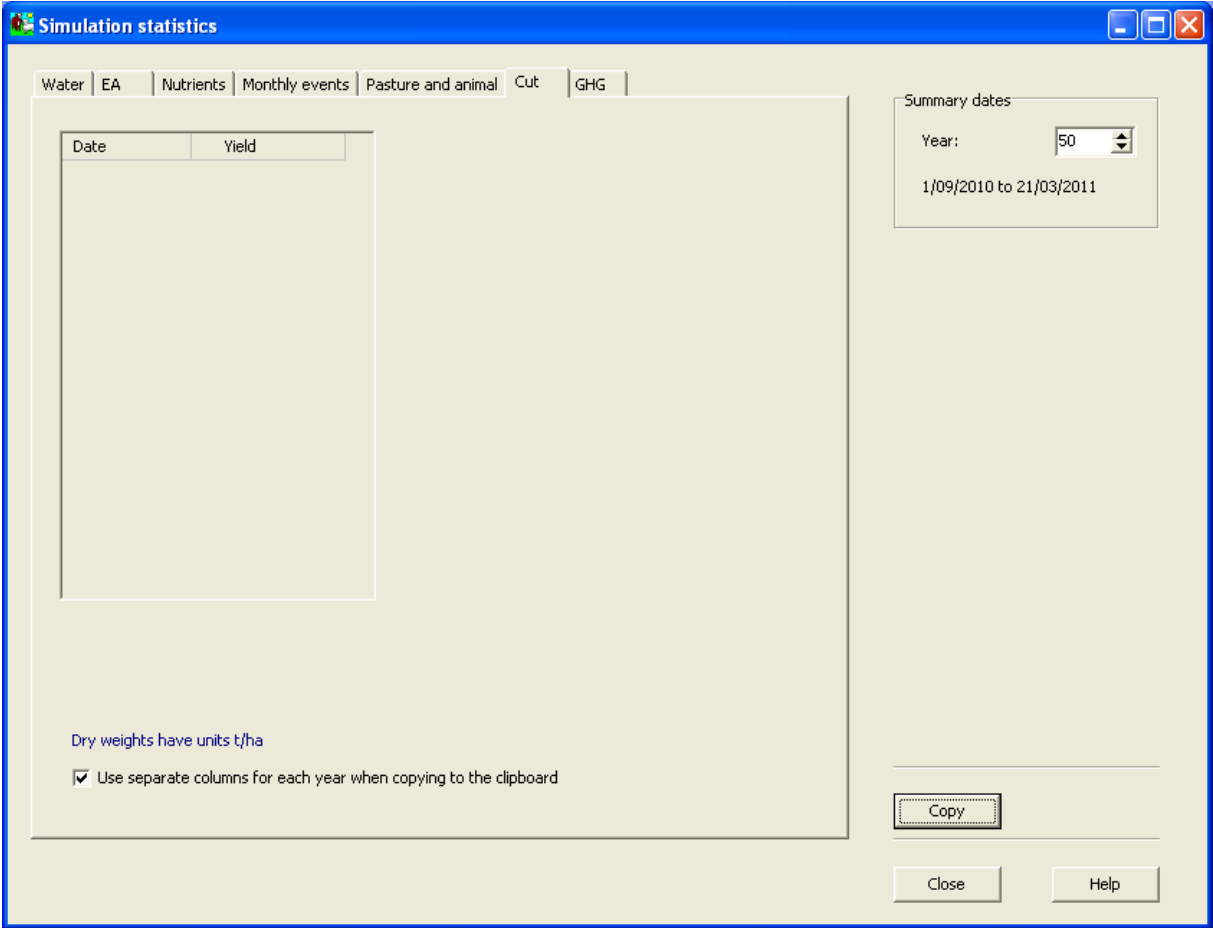 Simulation statistics
Water EA Nutrients Monthly events Pasture and animal Cut GHG
Date Yield
Dry weights have units t/ha
Use separate columns for each year when copying to the clipboard
Summary dates
Year: 50
1/09/2010 to 21/03/2011
Copy
Close Help